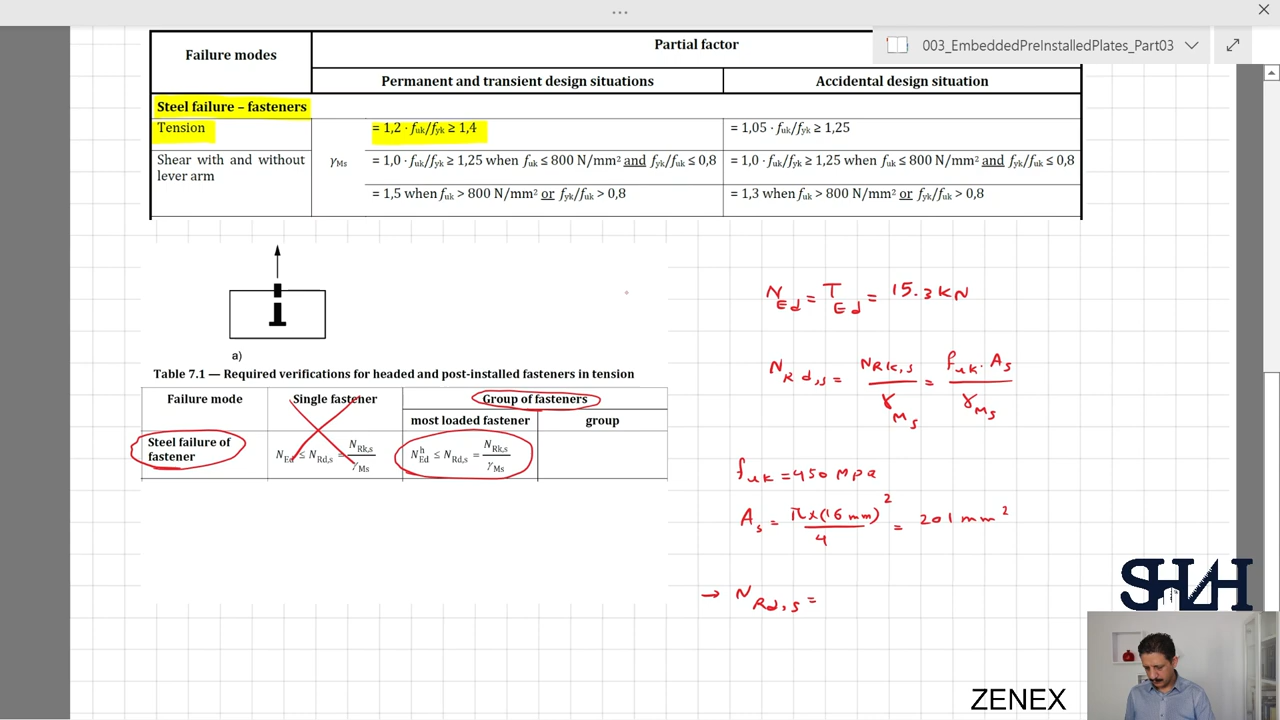 003_EmbeddedPreInstalledPlates_Part03
Failure modes
Partial factor
Permanent and transient design situations
Accidental design situation
Steel failure – fasteners
Tension
= 1,2 · fuk/fyk ≥ 1,4
= 1,05 · fuk/fyk ≥ 1,25
Shear with and without
lever arm
γMs
= 1,0 · fuk/fyk ≥ 1,25 when fuk ≤ 800 N/mm² and fyk/fuk ≤ 0,8
= 1,0 · fuk/fyk ≥ 1,25 when fuk ≤ 800 N/mm² and fyk/fuk ≤ 0,8
= 1,5 when fuk > 800 N/mm² or fyk/fuk > 0,8
= 1,3 when fuk > 800 N/mm² or fyk/fuk > 0,8
a)
Table 7.1 — Required verifications for headed and post-installed fasteners in tension
Failure mode
Single fastener
Group of fasteners
most loaded fastener
group
Steel failure of
fastener
NEd ≤ NRd,s = NRk,s / γMs
NhEd ≤ NRd,s = NRk,s / γMs
NEd = TEd = 15.3 kN
NRd,s = NRk,s / γMs = fuk · As / γMs
fuk = 450 MPa
As = π×(16 mm)² / 4 = 201 mm²
→ NRd,s =
SHZH
ZENEX